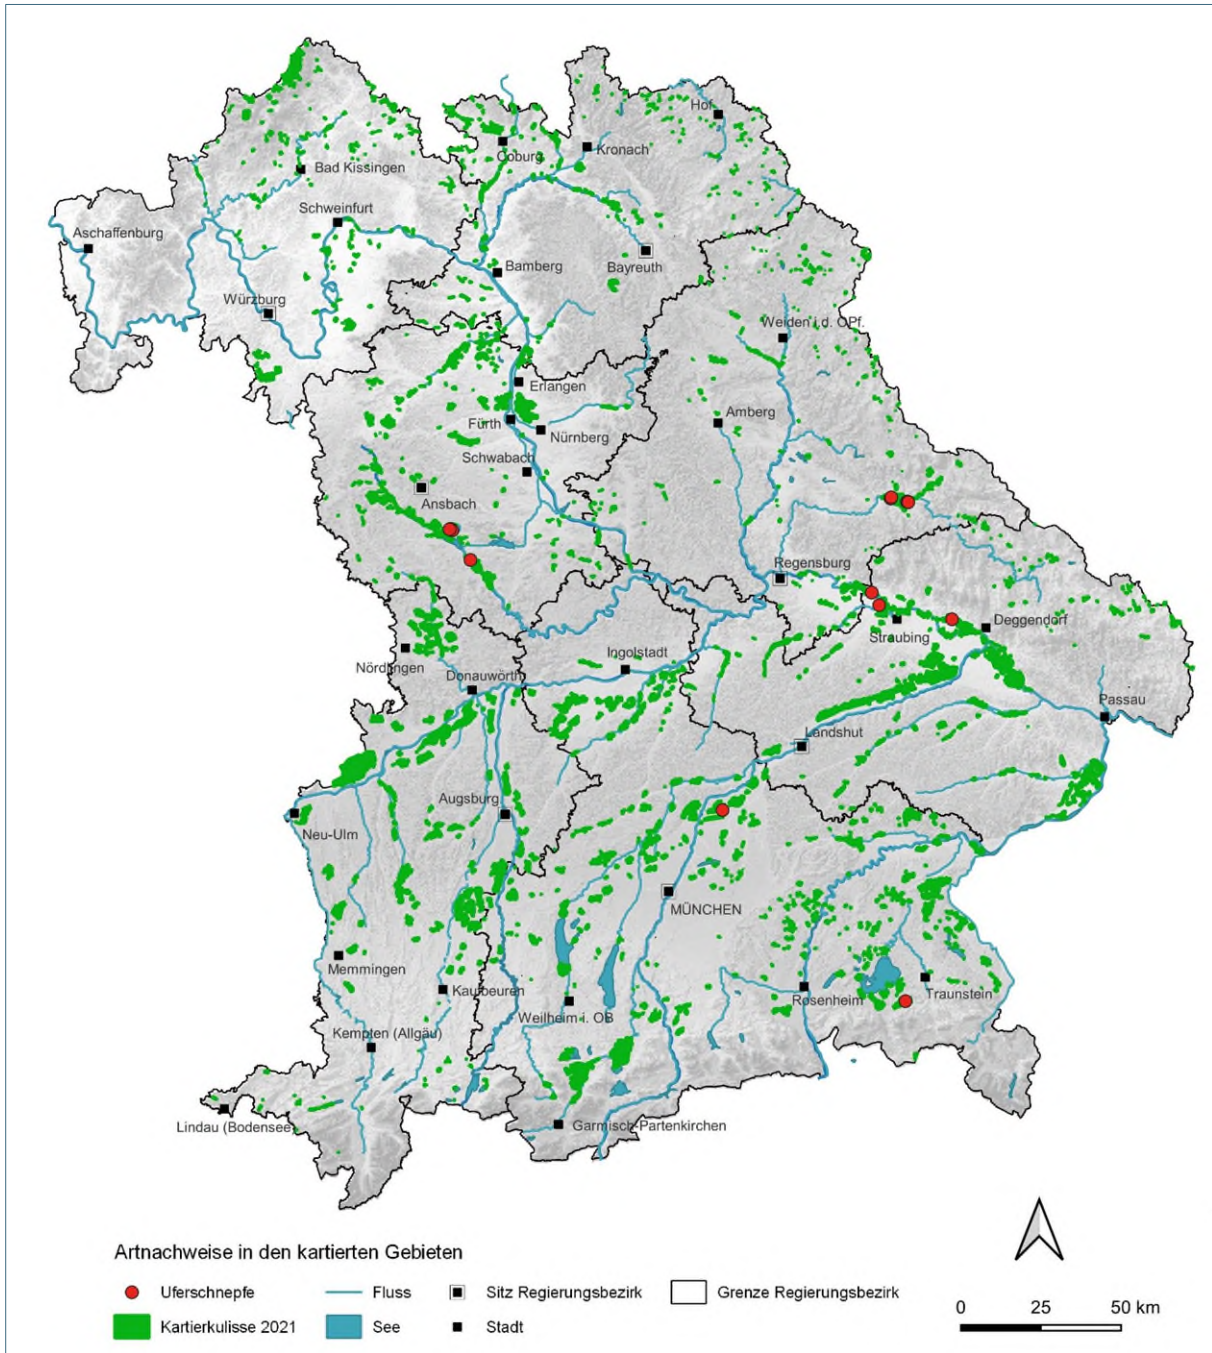 Hof
Coburg
Kronach
Bad Kissingen
Schweinfurt
Aschaffenburg
Bayreuth
Bamberg
Würzburg
Weiden i.d. OPf.
Erlangen
Amberg
Fürth
Nürnberg
Schwabach
Ansbach
Regensburg
Deggendorf
Straubing
Nördlingen
Ingolstadt
Donauwörth
Passau
Landshut
Augsburg
Neu-Ulm
MÜNCHEN
Memmingen
Kaufbeuren
Rosenheim
Traunstein
Weilheim i. OB
Kempten (Allgäu)
Lindau (Bodensee)
Garmisch-Partenkirchen
Artnachweise in den kartierten Gebieten
Uferschnepfe Fluss Sitz Regierungsbezirk Grenze Regierungsbezirk
Kartierkulisse 2021 See Stadt
0 25 50 km